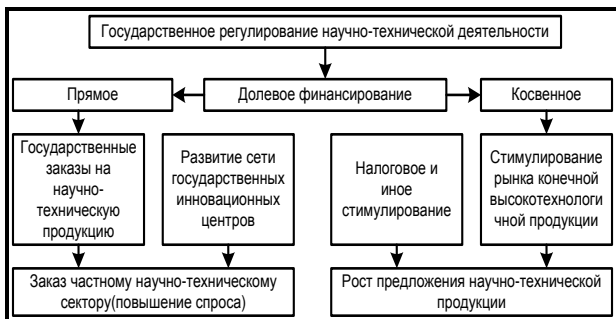 Государственное регулирование научно-технической деятельности
Прямое
Долевое финансирование
Косвенное
Государственные
заказы на
научно-
техническую
продукцию
Развитие сети
государственных
инновационных
центров
Налоговое и
иное
стимулирование
Стимулирование
рынка конечной
высокотехнологи
чной продукции
Заказ частному научно-техническому
сектору(повышение спроса)
Рост предложения научно-технической
продукции